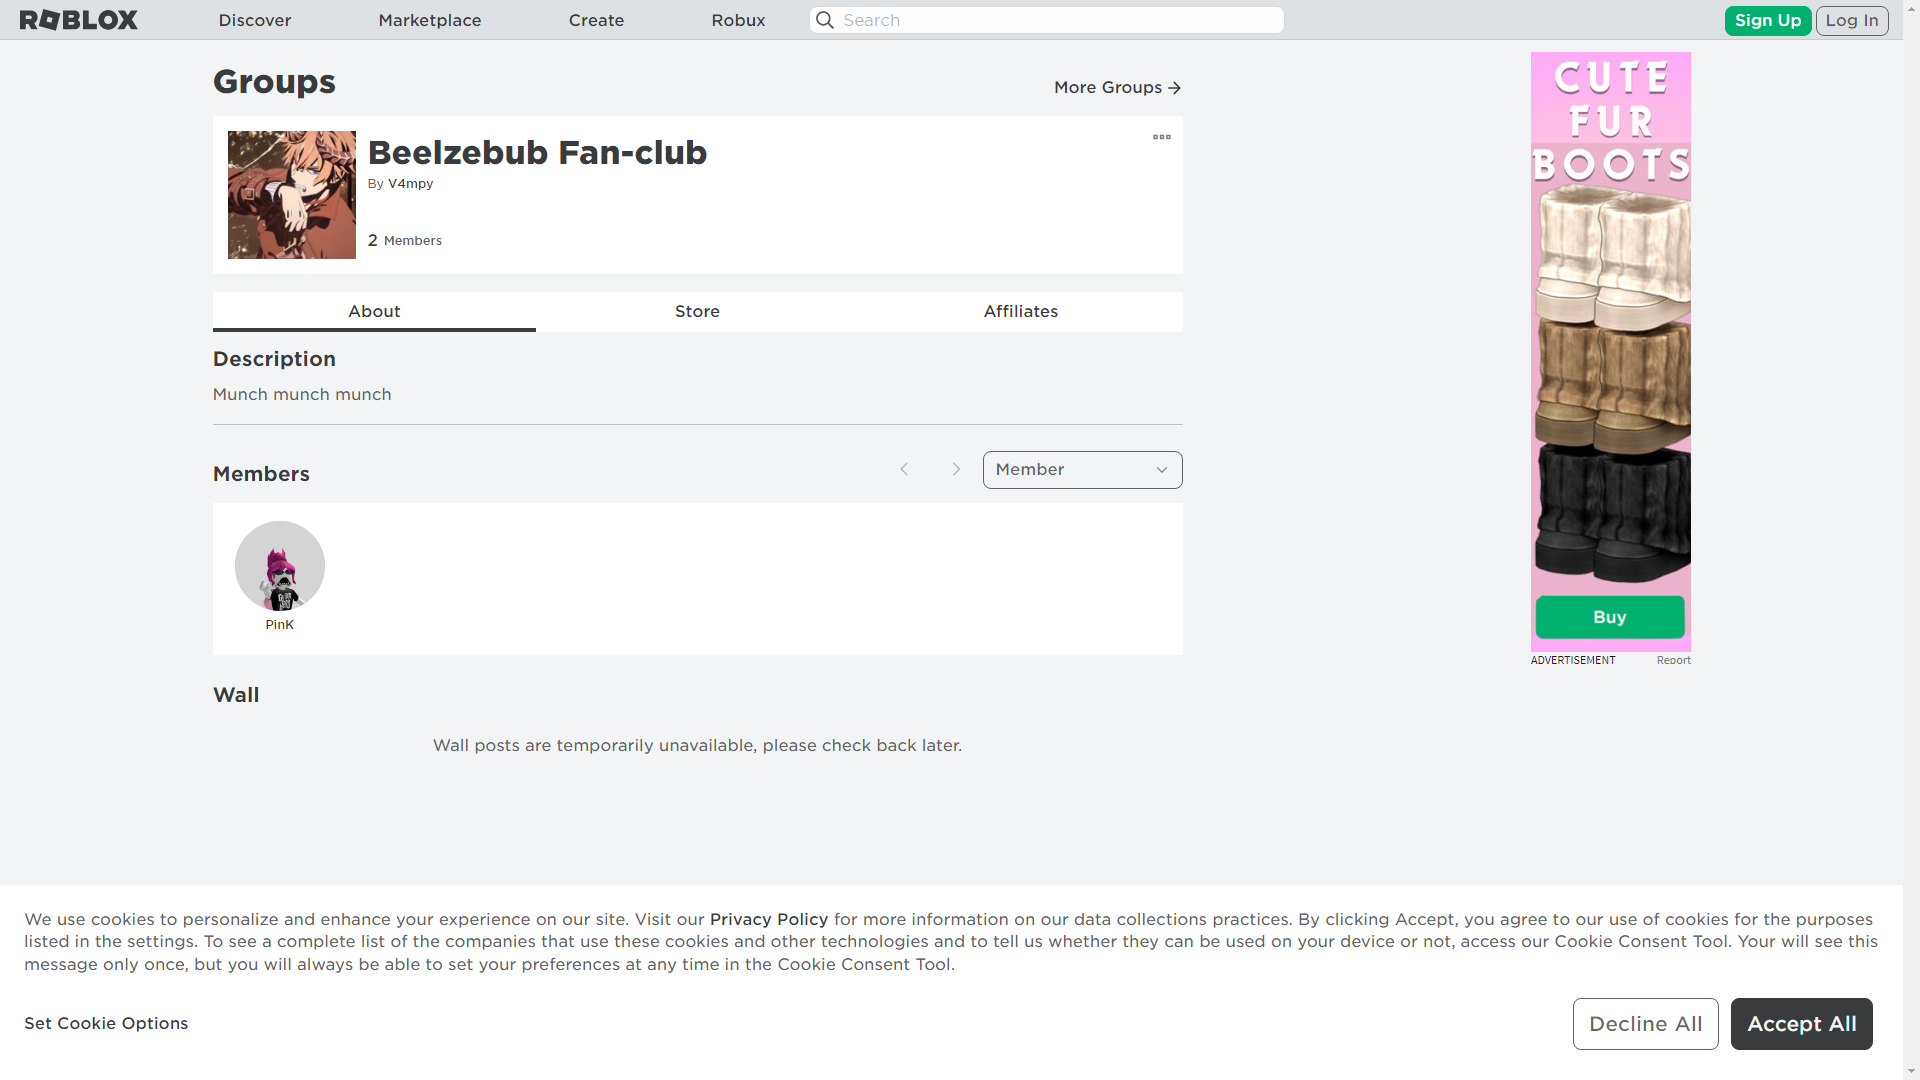 ROBLOX
Discover
Marketplace
Create
Robux
Search
Sign Up
Log In
Groups
More Groups
Beelzebub Fan-club
By V4mpy
2 Members
About
Store
Affiliates
Description
Munch munch munch
Members
Member
PinK
Wall
Wall posts are temporarily unavailable, please check back later.
CUTE
FUR
BOOTS
Buy
ADVERTISEMENT
Report
We use cookies to personalize and enhance your experience on our site. Visit our Privacy Policy for more information on our data collections practices. By clicking Accept, you agree to our use of cookies for the purposes
listed in the settings. To see a complete list of the companies that use these cookies and other technologies and to tell us whether they can be used on your device or not, access our Cookie Consent Tool. Your will see this
message only once, but you will always be able to set your preferences at any time in the Cookie Consent Tool.
Set Cookie Options
Decline All
Accept All